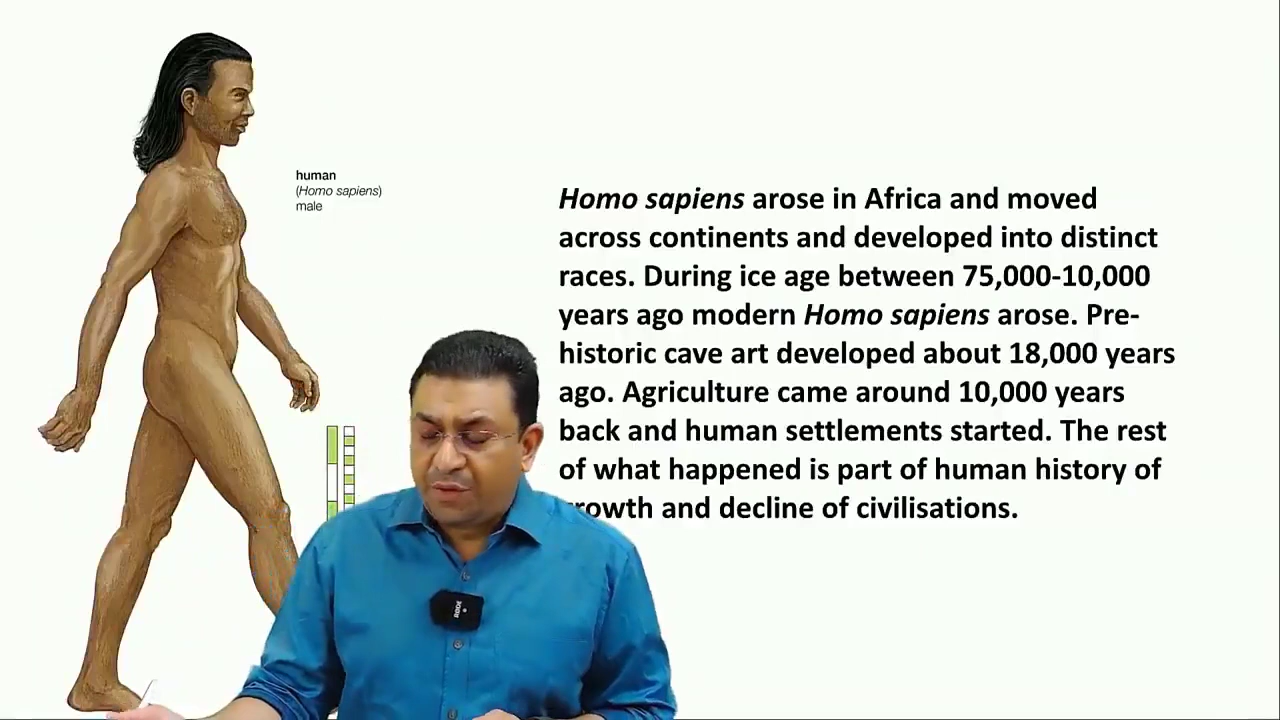 human
(Homo sapiens)
male
Homo sapiens arose in Africa and moved
across continents and developed into distinct
races. During ice age between 75,000-10,000
years ago modern Homo sapiens arose. Pre-
historic cave art developed about 18,000 years
ago. Agriculture came around 10,000 years
back and human settlements started. The rest
of what happened is part of human history of
growth and decline of civilisations.
RØDE